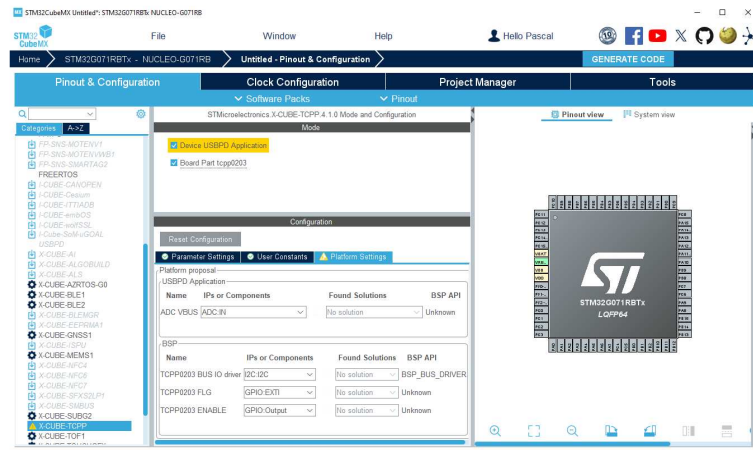 STM32CubeMX Untitled*: STM32G071RBTx NUCLEO-G071RB
STM32
CubeMX
File
Window
Help
Hello Pascal
Home
STM32G071RBTx - NUCLEO-G071RB
Untitled - Pinout & Configuration
GENERATE CODE
Pinout & Configuration
Clock Configuration
Project Manager
Tools
Software Packs
Pinout
Categories
A->Z
FP-SNS-MOTENV1
FP-SNS-MOTENVWB1
FP-SNS-SMARTAG2
FREERTOS
I-CUBE-CANOPEN
I-CUBE-Cesium
I-CUBE-ITTIADB
I-CUBE-embOS
I-CUBE-wolfSSL
I-Cube-SoM-uGOAL
USBPD
X-CUBE-AI
X-CUBE-ALGOBUILD
X-CUBE-ALS
X-CUBE-AZRTOS-G0
X-CUBE-BLE1
X-CUBE-BLE2
X-CUBE-BLEMGR
X-CUBE-EEPRMA1
X-CUBE-GNSS1
X-CUBE-ISPU
X-CUBE-MEMS1
X-CUBE-NFC4
X-CUBE-NFC6
X-CUBE-NFC7
X-CUBE-SFXS2LP1
X-CUBE-SMBUS
X-CUBE-SUBG2
X-CUBE-TCPP
X-CUBE-TOF1
STMicroelectronics.X-CUBE-TCPP.4.1.0 Mode and Configuration
Mode
Device USBPD Application
Board Part tcpp0203
Configuration
Reset Configuration
Parameter Settings
User Constants
Platform Settings
Platform proposal
USBPD Application
Name IPs or Components Found Solutions BSP API
ADC VBUS ADC:IN No solution Unknown
BSP
Name IPs or Components Found Solutions BSP API
TCPP0203 BUS IO driver I2C:I2C No solution BSP_BUS_DRIVER
TCPP0203 FLG GPIO:EXTI No solution Unknown
TCPP0203 ENABLE GPIO:Output No solution Unknown
Pinout view
System view
STM32G071RBTx
LQFP64